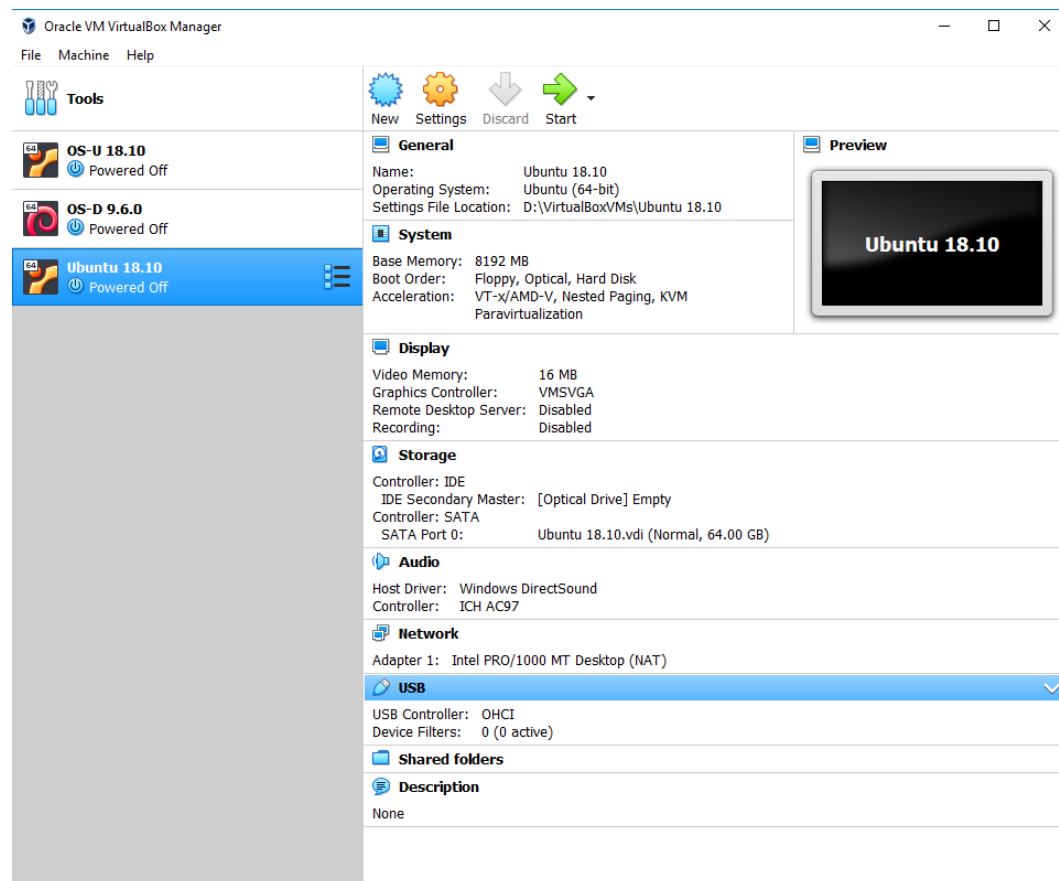 Oracle VM VirtualBox Manager
File Machine Help
Tools
New Settings Discard Start
64 OS-U 18.10
Powered Off
64 OS-D 9.6.0
Powered Off
64 Ubuntu 18.10
Powered Off
General
Name: Ubuntu 18.10
Operating System: Ubuntu (64-bit)
Settings File Location: D:\VirtualBoxVMs\Ubuntu 18.10
Preview
Ubuntu 18.10
System
Base Memory: 8192 MB
Boot Order: Floppy, Optical, Hard Disk
Acceleration: VT-x/AMD-V, Nested Paging, KVM
Paravirtualization
Display
Video Memory: 16 MB
Graphics Controller: VMSVGA
Remote Desktop Server: Disabled
Recording: Disabled
Storage
Controller: IDE
IDE Secondary Master: [Optical Drive] Empty
Controller: SATA
SATA Port 0: Ubuntu 18.10.vdi (Normal, 64.00 GB)
Audio
Host Driver: Windows DirectSound
Controller: ICH AC97
Network
Adapter 1: Intel PRO/1000 MT Desktop (NAT)
USB
USB Controller: OHCI
Device Filters: 0 (0 active)
Shared folders
Description
None